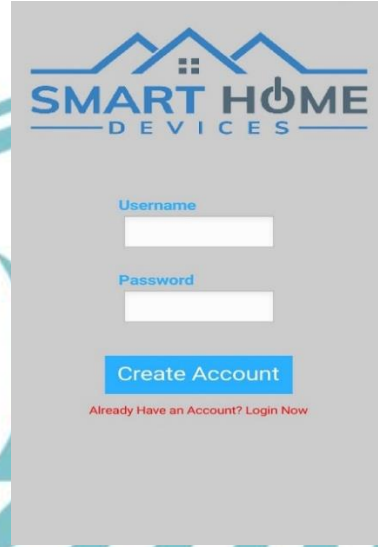 SMART HOME
DEVICES
Username
Password
Create Account
Already Have an Account? Login Now